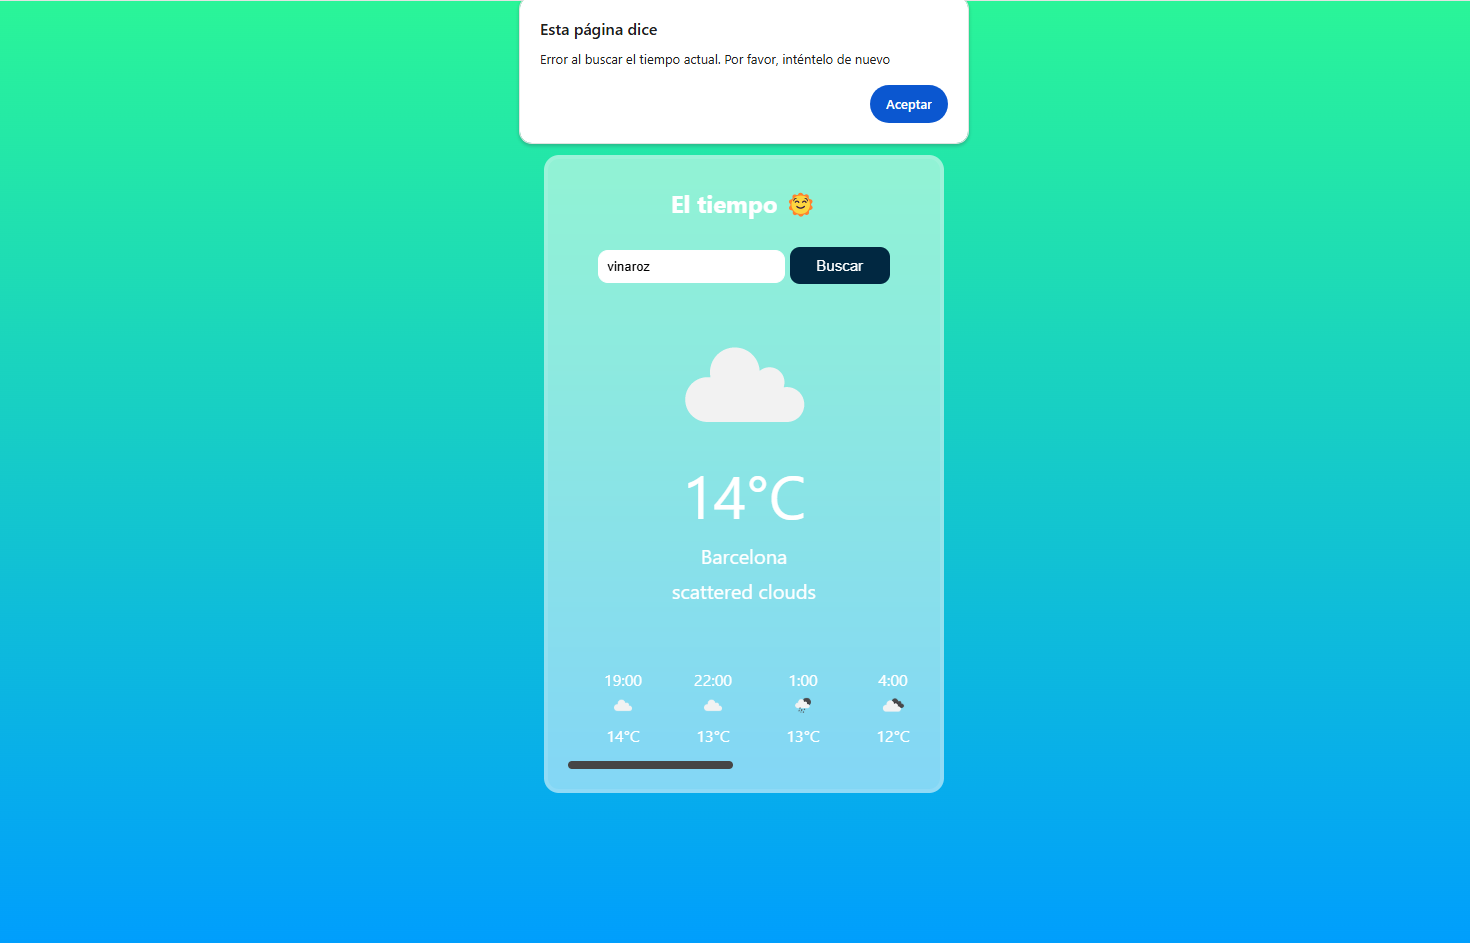 Esta página dice
Error al buscar el tiempo actual. Por favor, inténtelo de nuevo
Aceptar
El tiempo 🌞
vinaroz Buscar
14°C
Barcelona
scattered clouds
19:00 22:00 1:00 4:00
14°C 13°C 13°C 12°C